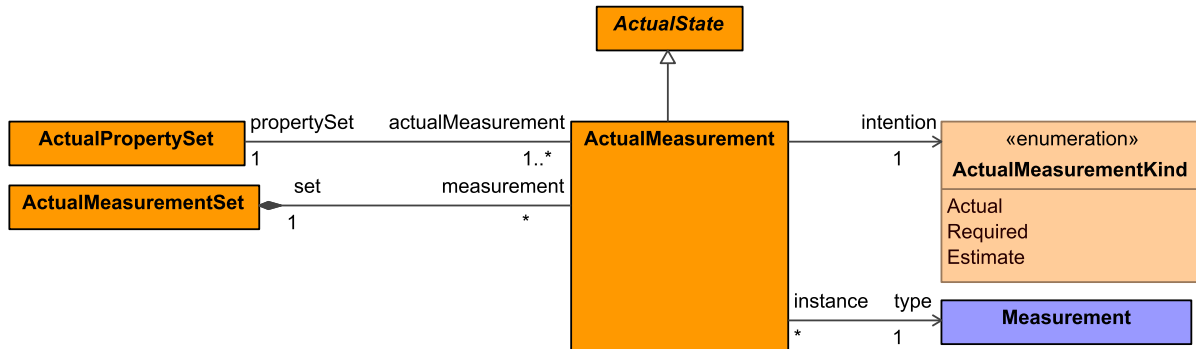 ActualState
propertySet
actualMeasurement
ActualPropertySet
1
1..*
ActualMeasurement
intention
1
«enumeration»
ActualMeasurementKind
Actual
Required
Estimate
ActualMeasurementSet
set
measurement
1
*
instance
type
*
1
Measurement